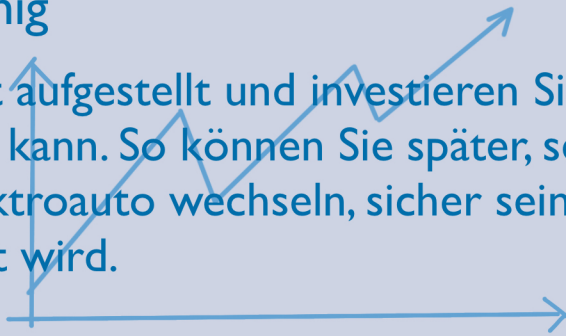 nig
t aufgestellt und investieren Si
kann. So können Sie später, s
ktroauto wechseln, sicher sein
t wird.